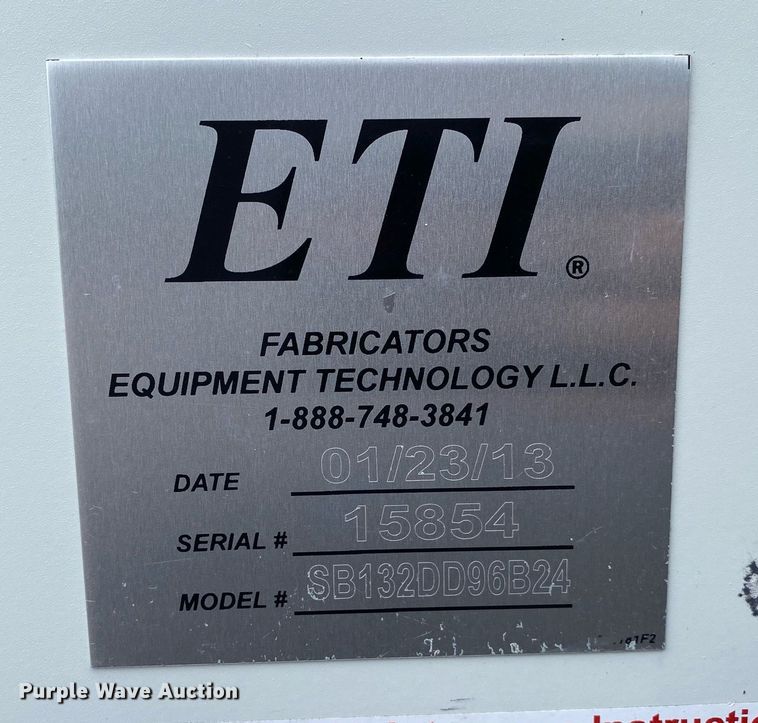 ETI®
FABRICATORS
EQUIPMENT TECHNOLOGY L.L.C.
1-888-748-3841
DATE 01/23/13
SERIAL # 15854
MODEL # SB132DD96B24
Purple Wave Auction